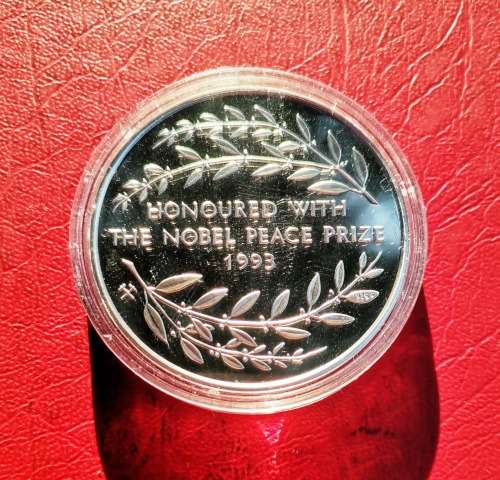 HONOURED WITH
THE NOBEL PEACE PRIZE
1993